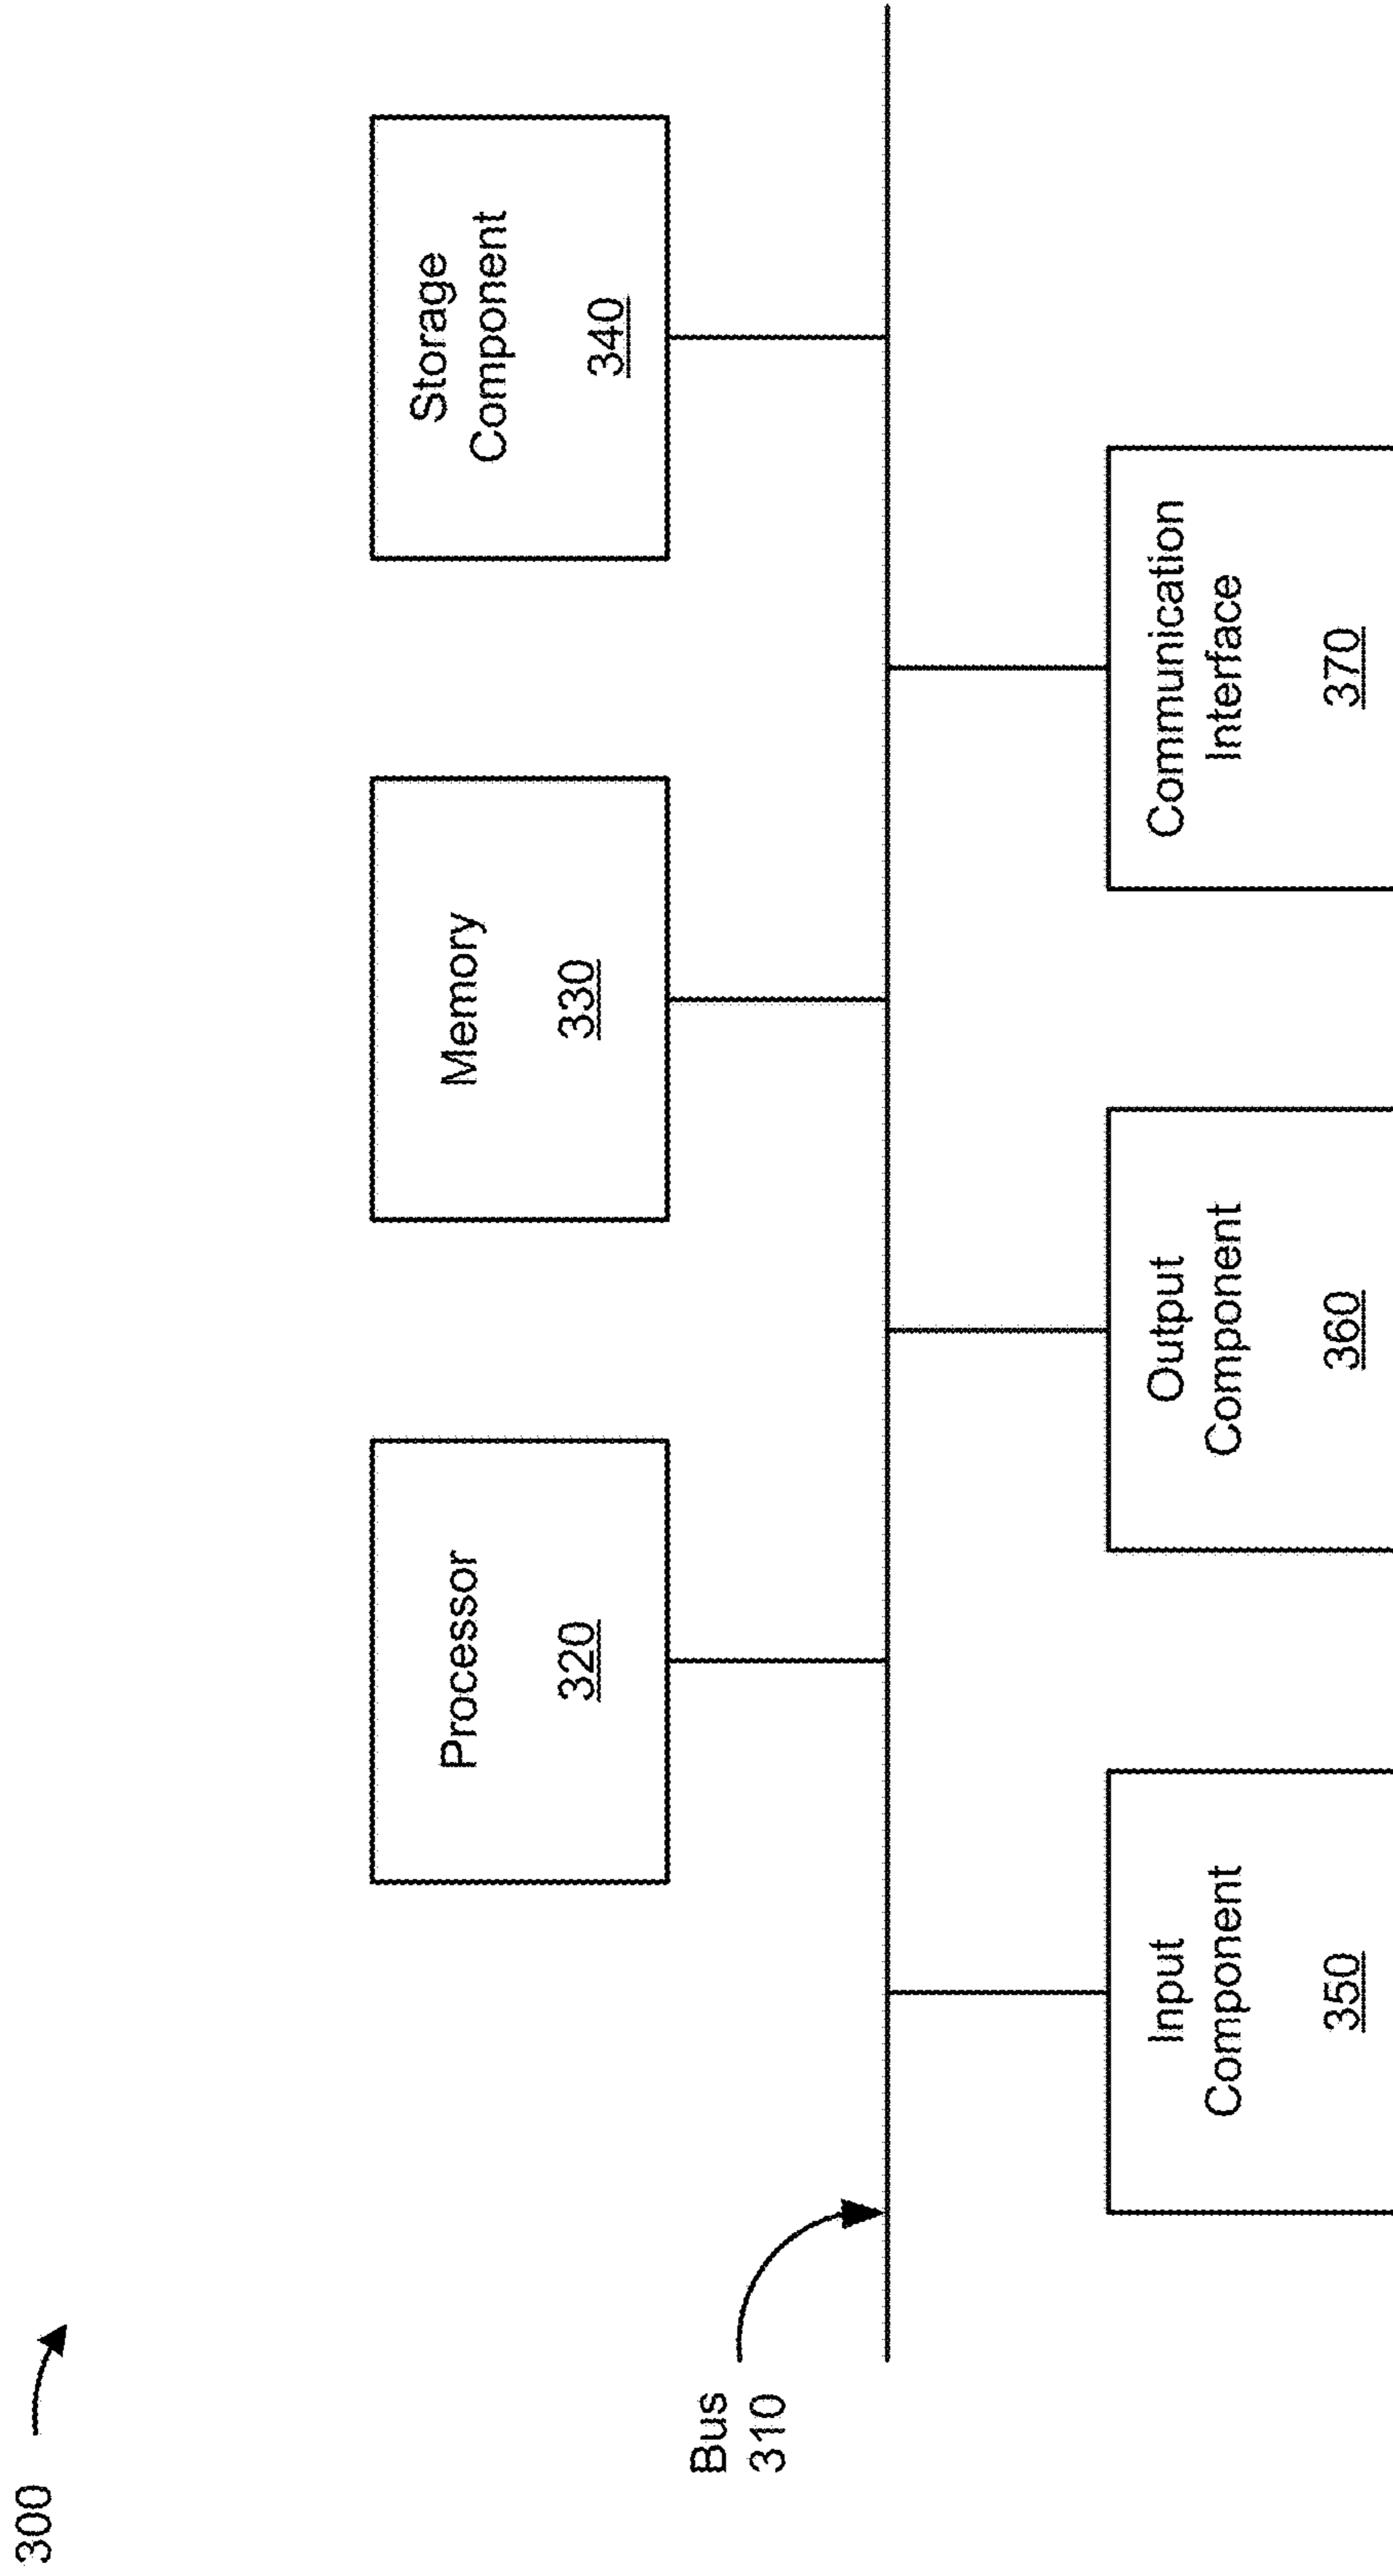 300
Processor
320
Memory
330
Storage
Component
340
Bus
310
Input
Component
350
Output
Component
360
Communication
Interface
370